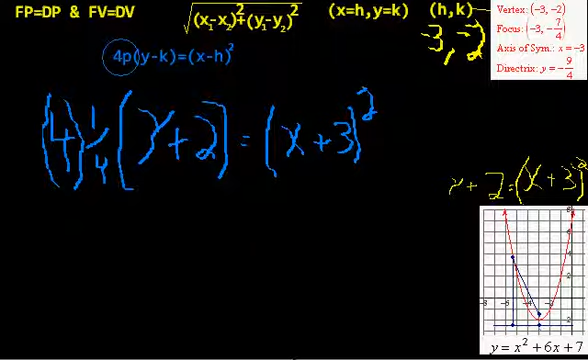 FP=DP & FV=DV √(x₁-x₂)²+(y₁-y₂)² (x=h,y=k) (h,k)
-3, -2
Vertex: (-3, -2)
Focus: (-3, -7/4)
Axis of Sym.: x = -3
Directrix: y = -9/4
4p(y-k)=(x-h)²
(4)1/4(y+2)=(x+3)²
y+2=(x+3)²
y = x² + 6x + 7